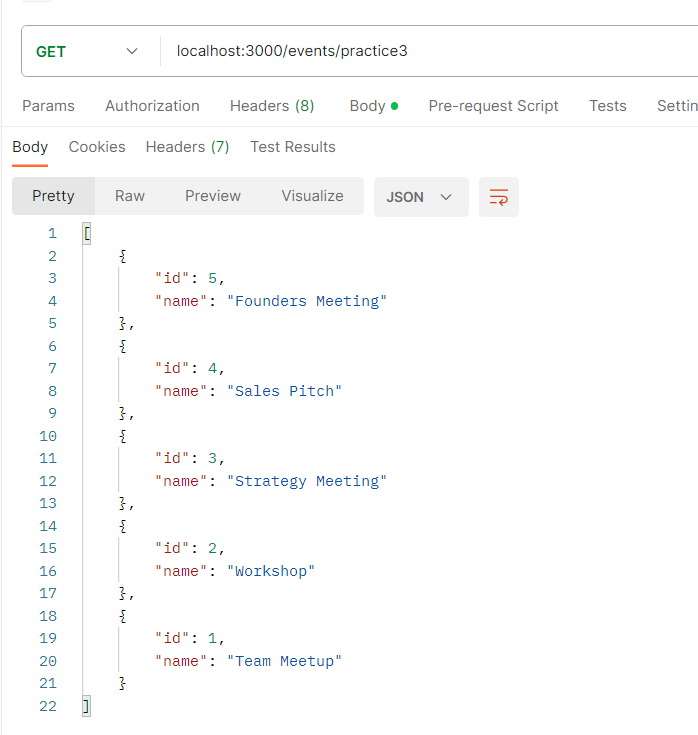 GET localhost:3000/events/practice3
Params Authorization Headers (8) Body Pre-request Script Tests Settin
Body Cookies Headers (7) Test Results
Pretty Raw Preview Visualize JSON
1 [
2 {
3 "id": 5,
4 "name": "Founders Meeting"
5 },
6 {
7 "id": 4,
8 "name": "Sales Pitch"
9 },
10 {
11 "id": 3,
12 "name": "Strategy Meeting"
13 },
14 {
15 "id": 2,
16 "name": "Workshop"
17 },
18 {
19 "id": 1,
20 "name": "Team Meetup"
21 }
22 ]